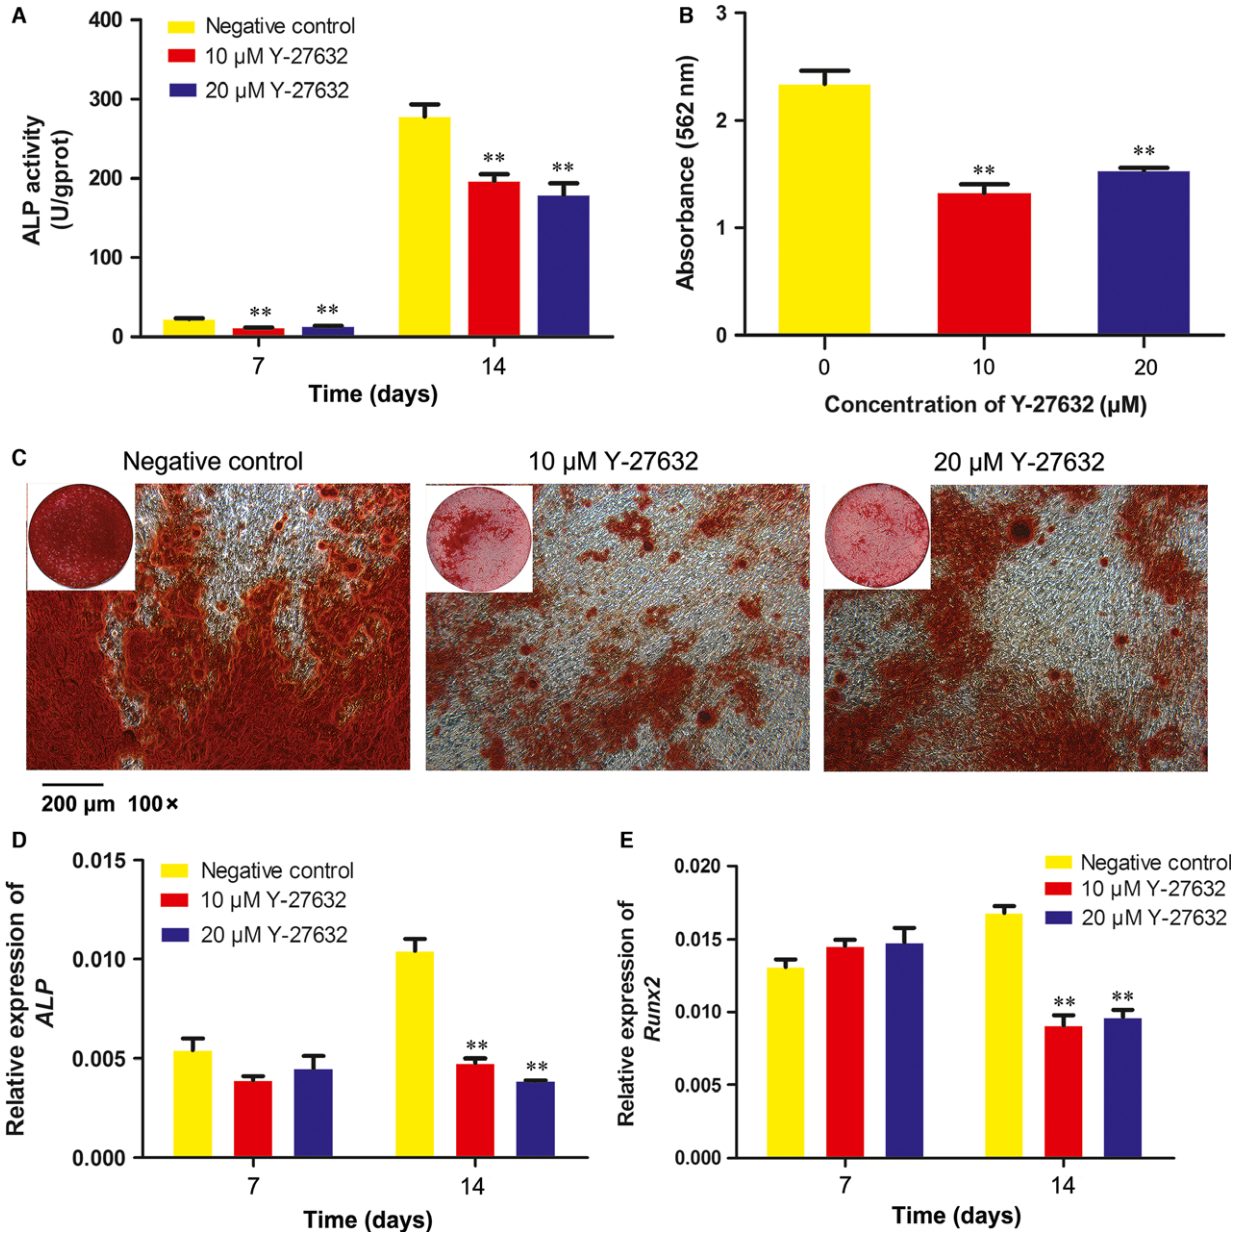 A
400
300
200
100
0
ALP activity
(U/gprot)
Negative control
10 µM Y-27632
20 µM Y-27632
**
**
**
**
7
14
Time (days)
B
3
2
1
0
Absorbance (562 nm)
**
**
0
10
20
Concentration of Y-27632 (µM)
C
Negative control
10 µM Y-27632
20 µM Y-27632
200 µm 100×
D
0.015
0.010
0.005
0.000
Relative expression of
ALP
Negative control
10 µM Y-27632
20 µM Y-27632
**
**
7
14
Time (days)
E
0.020
0.015
0.010
0.005
0.000
Relative expression of
Runx2
Negative control
10 µM Y-27632
20 µM Y-27632
**
**
7
14
Time (days)